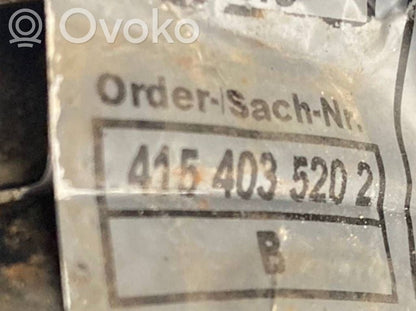 Ovoko
Order-/Sach-Nr.
415 403 520 2
B